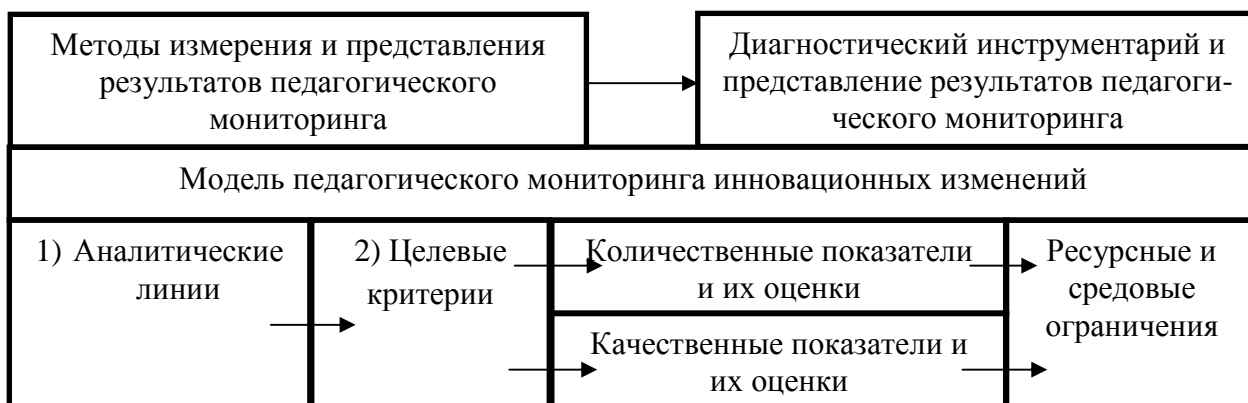 Методы измерения и представления
результатов педагогического
мониторинга
Диагностический инструментарий и
представление результатов педагоги-
ческого мониторинга
Модель педагогического мониторинга инновационных изменений
1) Аналитические
линии
2) Целевые
критерии
Количественные показатели
и их оценки
Качественные показатели и
их оценки
Ресурсные и
средовые
ограничения